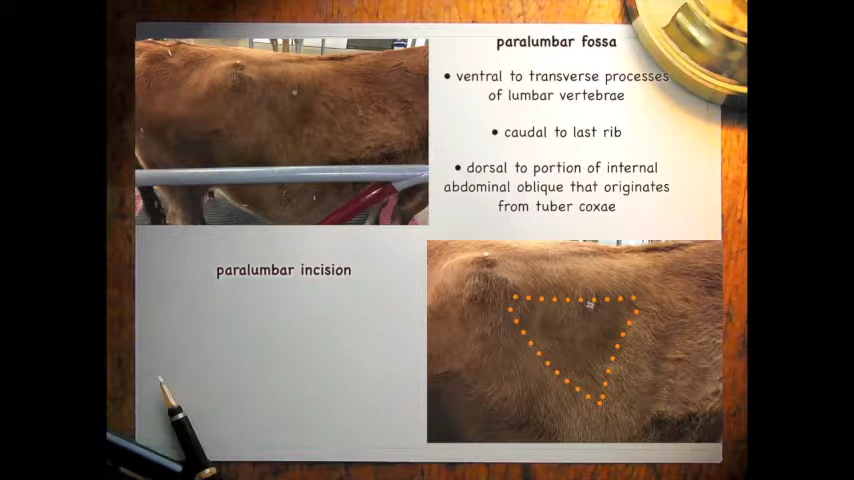 paralumbar fossa
• ventral to transverse processes
of lumbar vertebrae
• caudal to last rib
• dorsal to portion of internal
abdominal oblique that originates
from tuber coxae
paralumbar incision